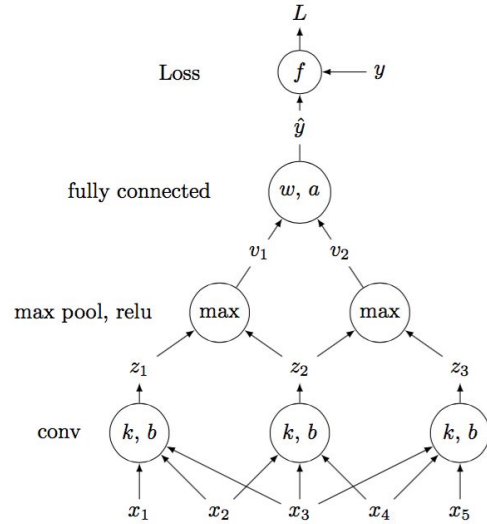 L
Loss f y
ŷ
fully connected w, a
v₁ v₂
max pool, relu max max
z₁ z₂ z₃
conv k, b k, b k, b
x₁ x₂ x₃ x₄ x₅